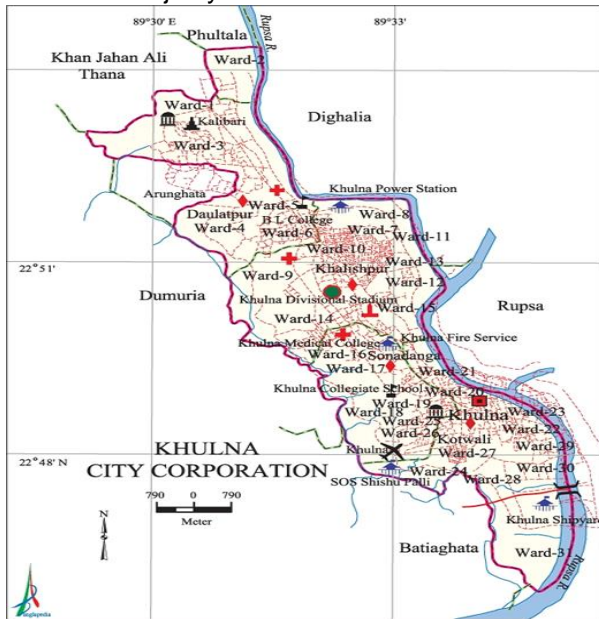 89°30' E
89°33'
Rupsa R.
Phultala
Khan Jahan Ali
Thana
Ward-2
Ward-1
Kalibari
Ward-3
Dighalia
Arunghata
Khulna Power Station
Ward-5
Daulatpur
B L College
Ward-8
Ward-4
Ward-6
Ward-7
Ward-11
Ward-10
22°51'
Ward-13
Ward-9
Khalishpur
Ward-12
Dumuria
Khulna Divisional Stadium
Rupsa
Ward-14
Ward-15
Khulna Medical College
Khulna Fire Service
Ward-16
Sonadanga
Ward-17
Ward-21
Khulna Collegiate School
Ward-20
Ward-19
Ward-18
Khulna
Ward-23
Ward-25
Ward-22
Ward-26
Kotwali
Ward-29
KHULNA
CITY CORPORATION
Khulna
Ward-27
22°48' N
Ward-24
Ward-30
SOS Shishu Palli
Ward-28
790 0 790
Meter
N
Khulna Shipyard
Batiaghata
Ward-31
Rupsa R.